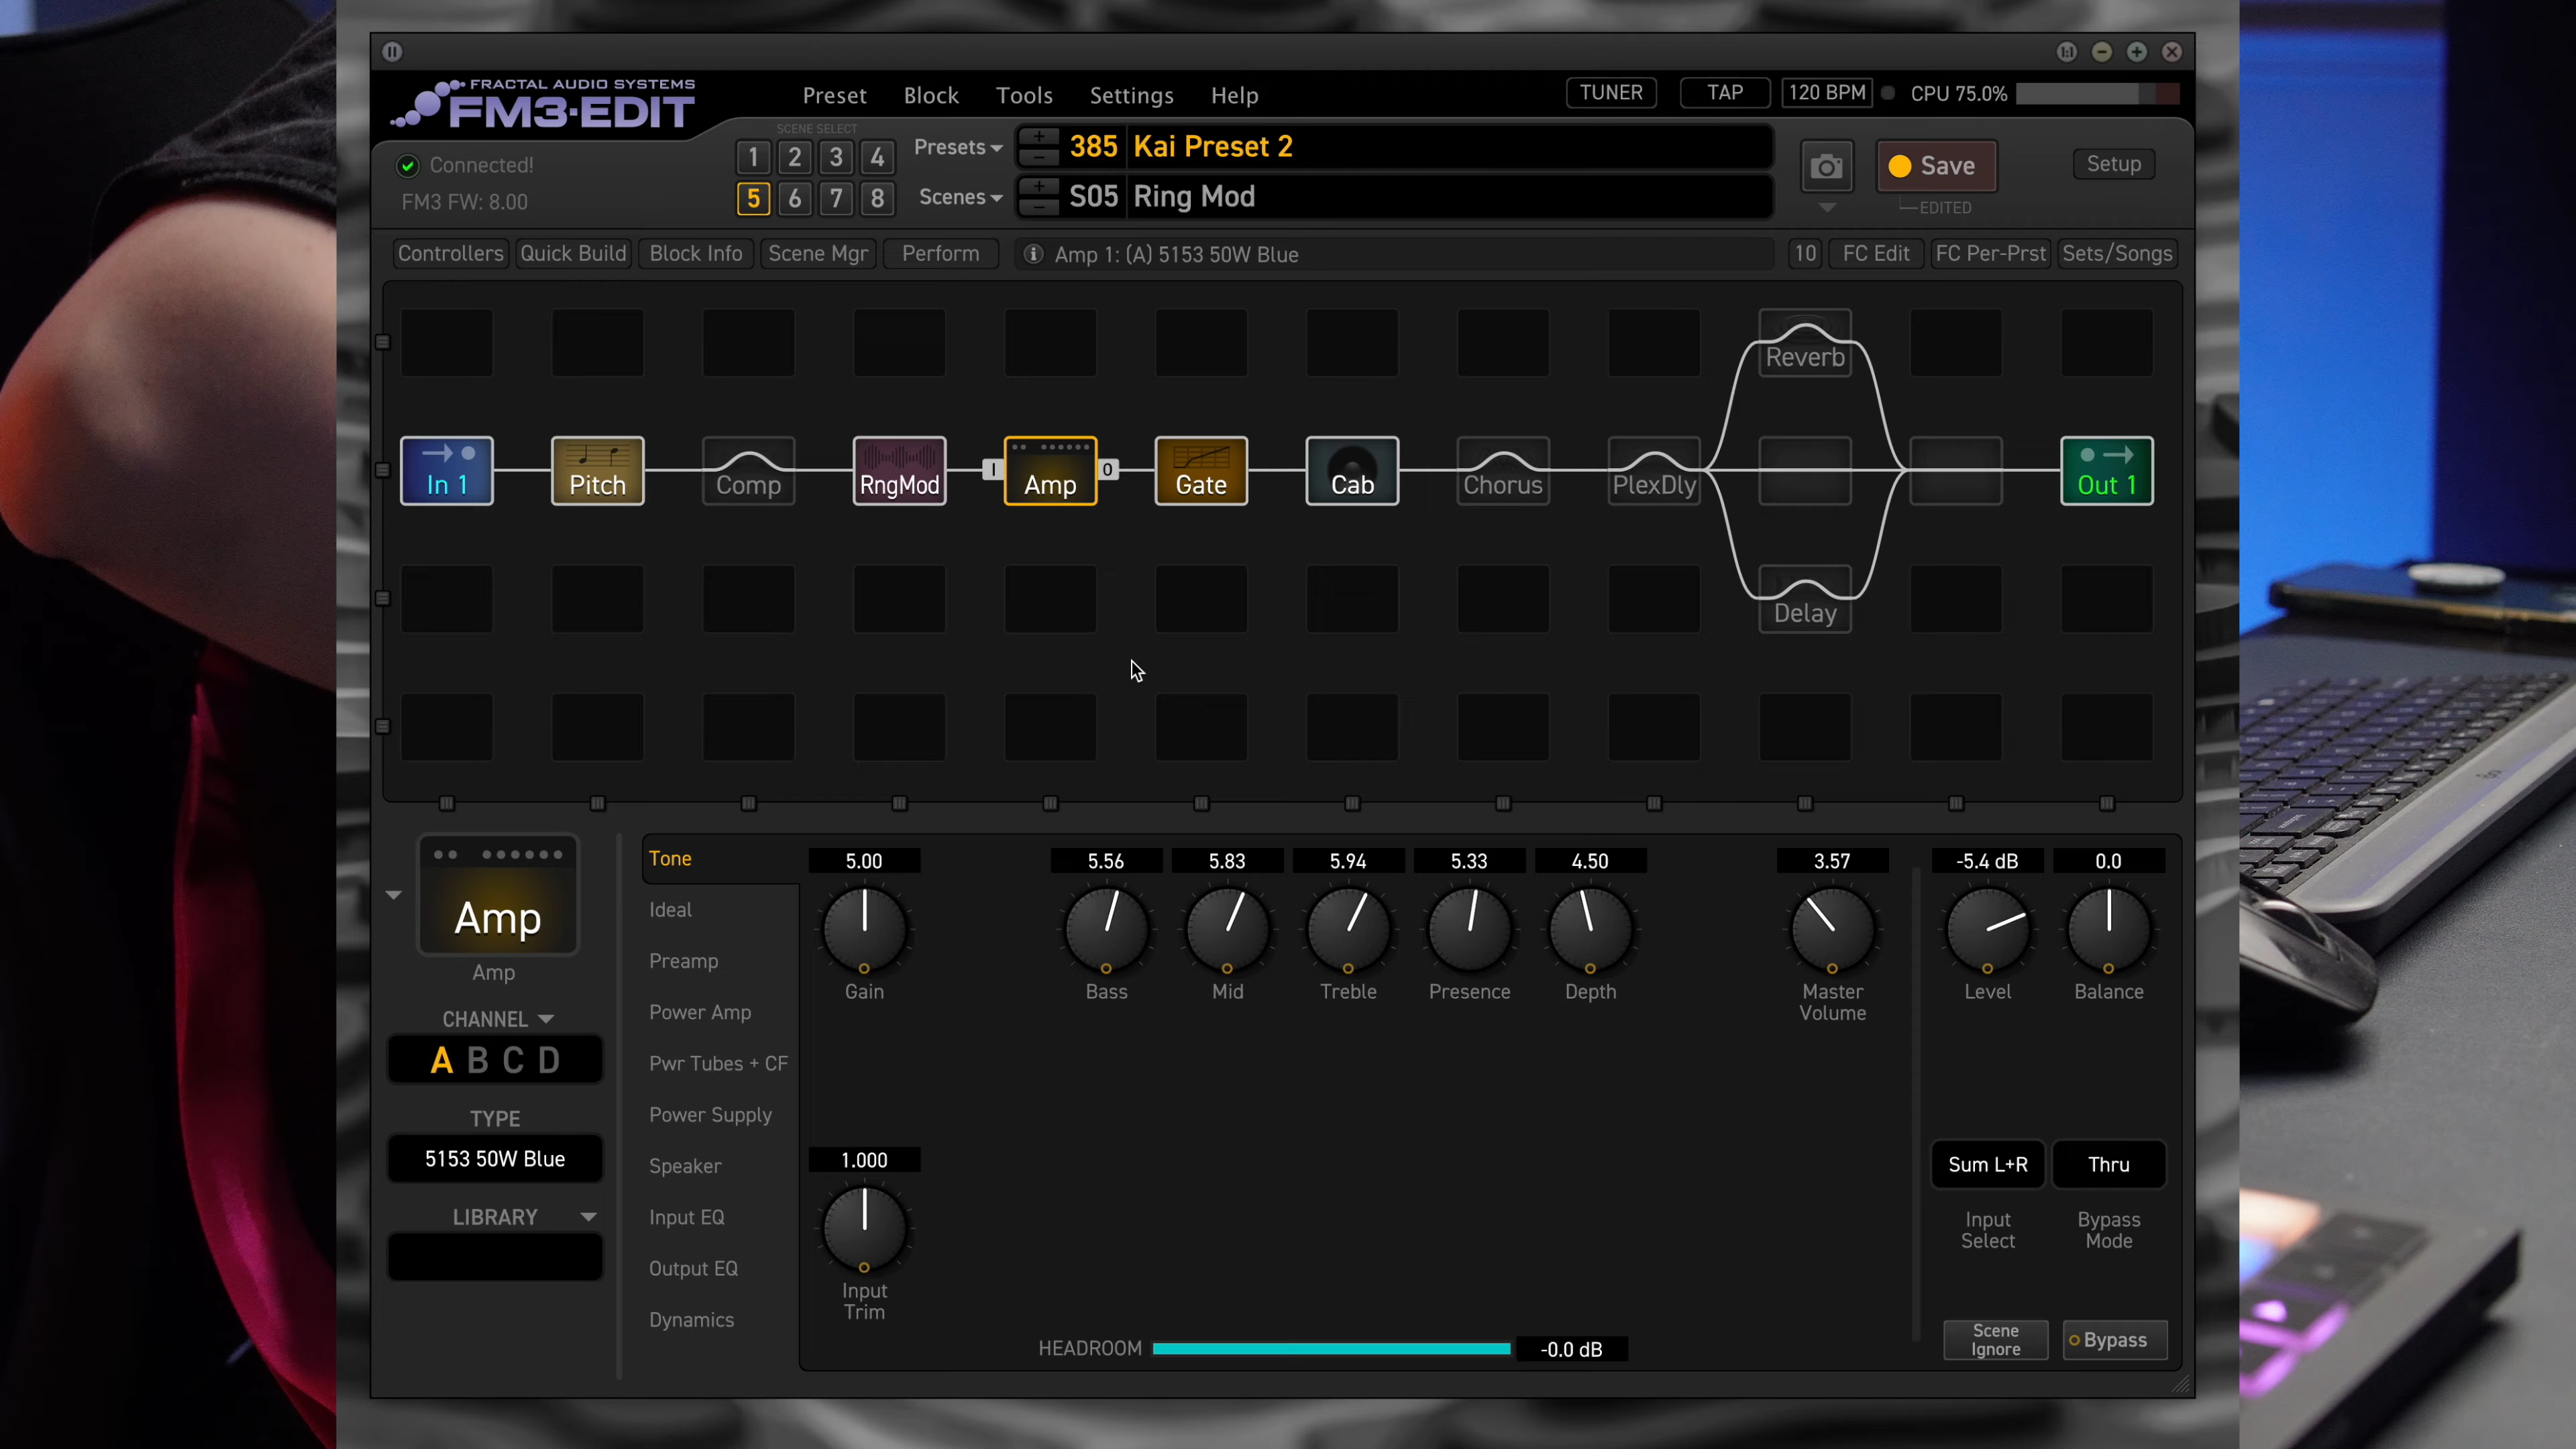 FRACTAL AUDIO SYSTEMS
FM3·EDIT
Preset Block Tools Settings Help
TUNER TAP 120 BPM CPU 75.0%
SCENE SELECT
1 2 3 4
5 6 7 8
Connected!
FM3 FW: 8.00
Presets + − 385 Kai Preset 2
Scenes + − S05 Ring Mod
Save
EDITED
Setup
Controllers Quick Build Block Info Scene Mgr Perform
Amp 1: (A) 5153 50W Blue
10 FC Edit FC Per-Prst Sets/Songs
Reverb
In 1 Pitch Comp RngMod I Amp O Gate Cab Chorus PlexDly Out 1
Delay
Amp
Amp
CHANNEL
A B C D
TYPE
5153 50W Blue
LIBRARY
Tone
Ideal
Preamp
Power Amp
Pwr Tubes + CF
Power Supply
Speaker
Input EQ
Output EQ
Dynamics
5.00 5.56 5.83 5.94 5.33 4.50 3.57 -5.4 dB 0.0
Gain Bass Mid Treble Presence Depth Master Volume Level Balance
1.000
Input
Trim
Sum L+R Thru
Input Select
Bypass Mode
HEADROOM -0.0 dB
Scene Ignore
Bypass